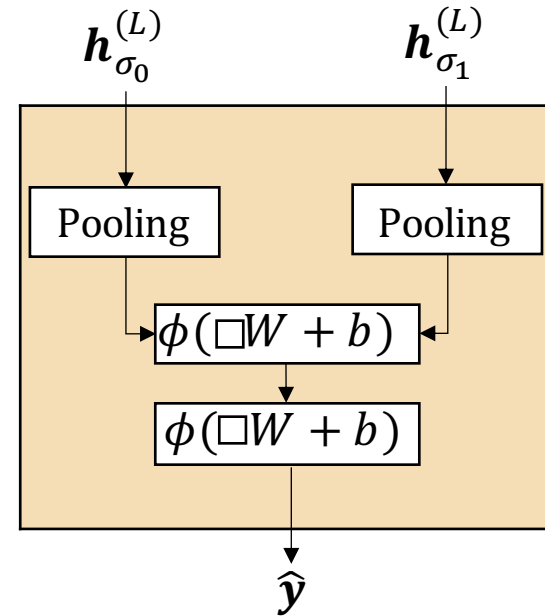 h_{σ_0}^{(L)} h_{σ_1}^{(L)}
Pooling Pooling
ϕ(□W + b)
ϕ(□W + b)
ŷ